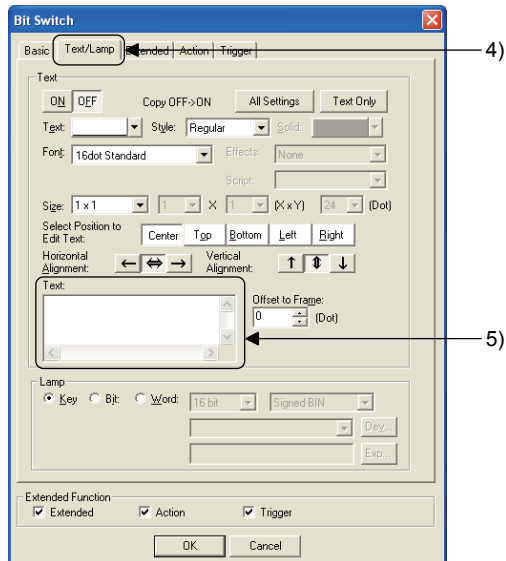 Bit Switch
Basic Text/Lamp Extended Action Trigger 4)
Text
ON OFF Copy OFF->ON All Settings Text Only
Text: Style: Regular Solid:
Font: 16dot Standard Effects: None
Script:
Size: 1 x 1 1 X 1 (X x Y) 24 (Dot)
Select Position to
Edit Text: Center Top Bottom Left Right
Horizontal
Alignment: ← ⇔ → Vertical
Alignment: ↑ ⇕ ↓
Text:
Offset to Frame:
0 (Dot)
5)
Lamp
Key Bit: Word: 16 bit Signed BIN
Dev...
Exp...
Extended Function
Extended Action Trigger
OK Cancel